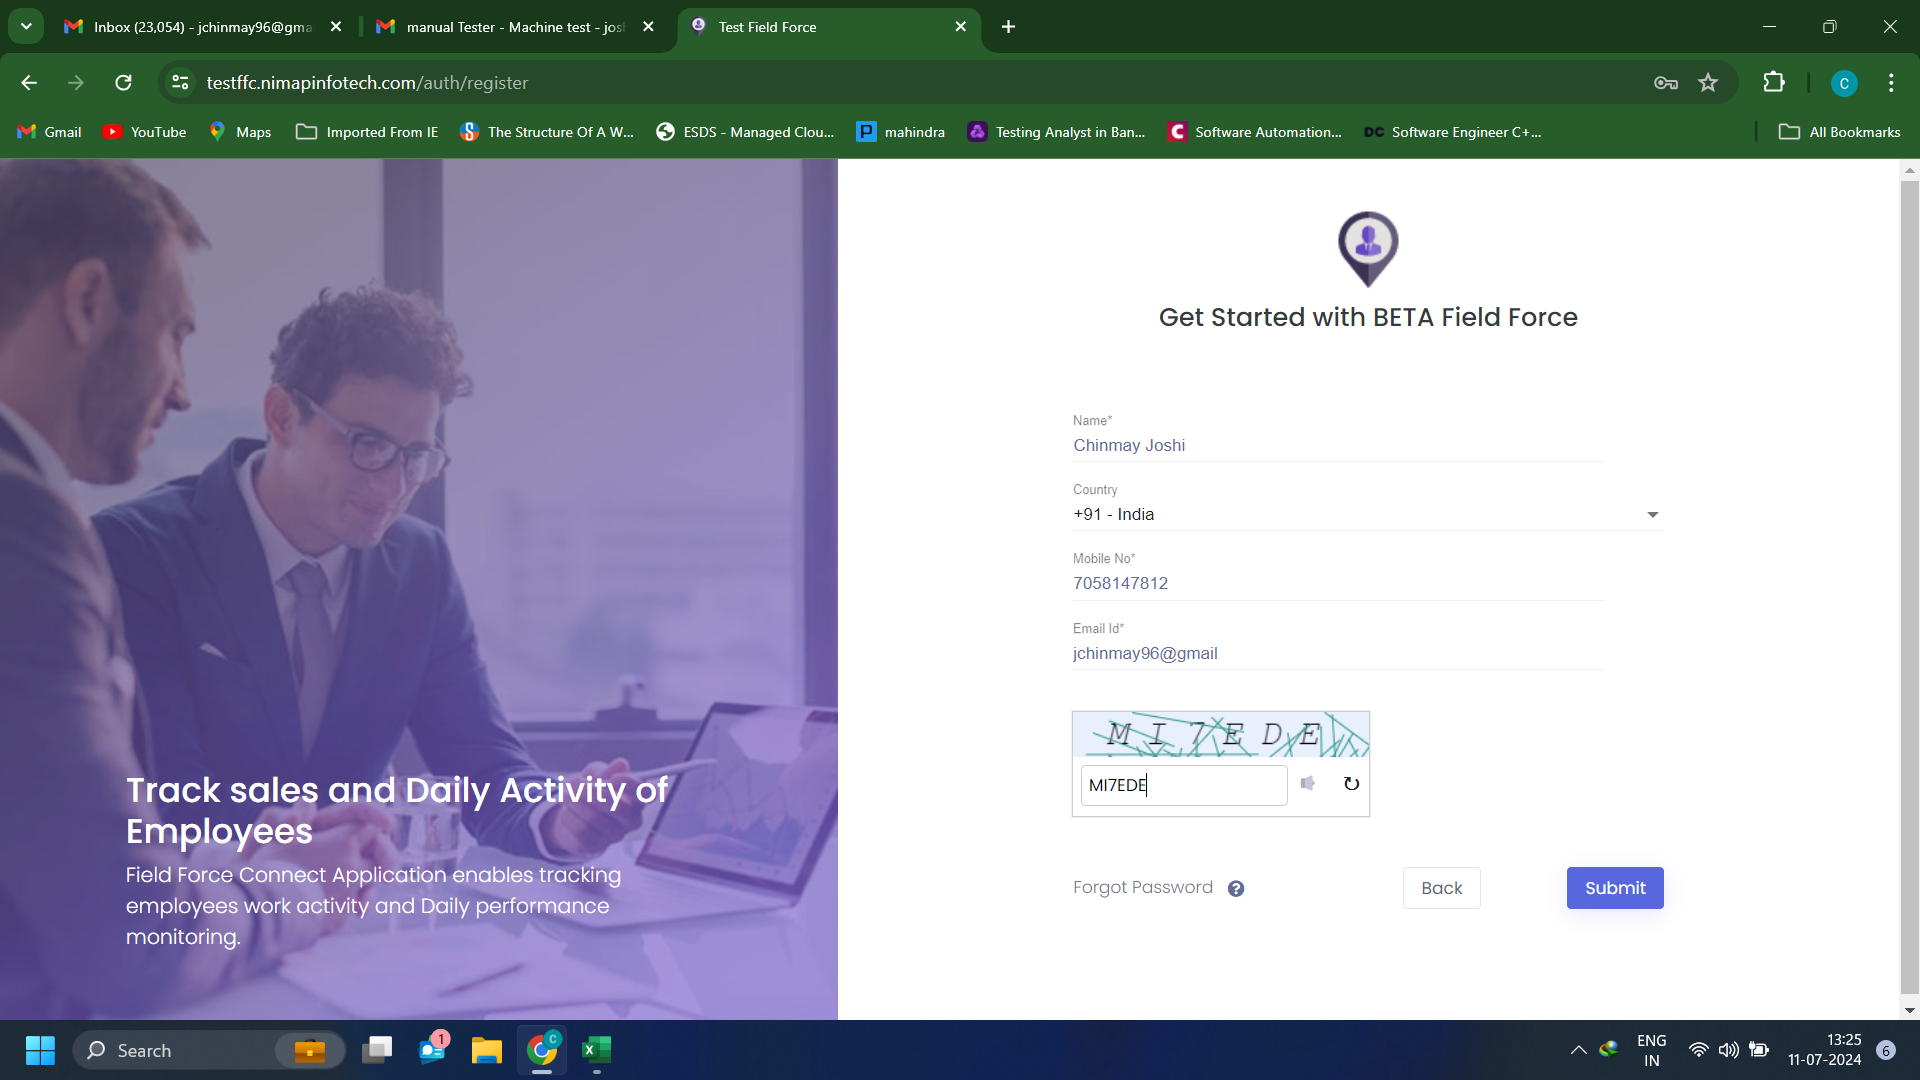 Inbox (23,054) - jchinmay96@gma
manual Tester - Machine test - jos
Test Field Force
testffc.nimapinfotech.com/auth/register
C
Gmail
YouTube
Maps
Imported From IE
The Structure Of A W...
ESDS - Managed Clou...
mahindra
Testing Analyst in Ban...
Software Automation...
DC Software Engineer C+...
All Bookmarks
Get Started with BETA Field Force
Name*
Chinmay Joshi
Country
+91 - India
Mobile No*
7058147812
Email Id*
jchinmay96@gmail
M I 7 E D E
MI7EDE
Forgot Password
Back
Submit
Track sales and Daily Activity of
Employees
Field Force Connect Application enables tracking
employees work activity and Daily performance
monitoring.
Search
1
ENG
IN
13:25
11-07-2024
6